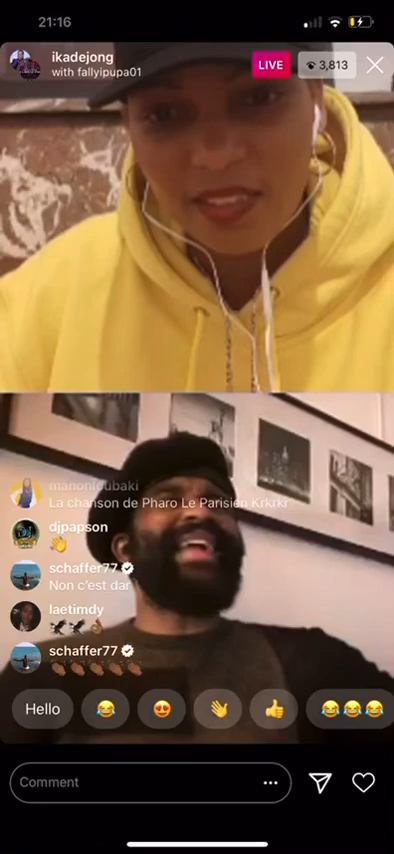 21:16
ikadejong
with fallyipupa01
LIVE
3,813
manonloubaki
La chanson de Pharo Le Parisien Krkrkr
djpapson
👋
schaffer77
Non c'est dar
laetimdy
schaffer77
👏🏾👏🏾👏🏾👏🏾👏🏾
Hello 😂 😍 👋 👍 😂😂😂
Comment